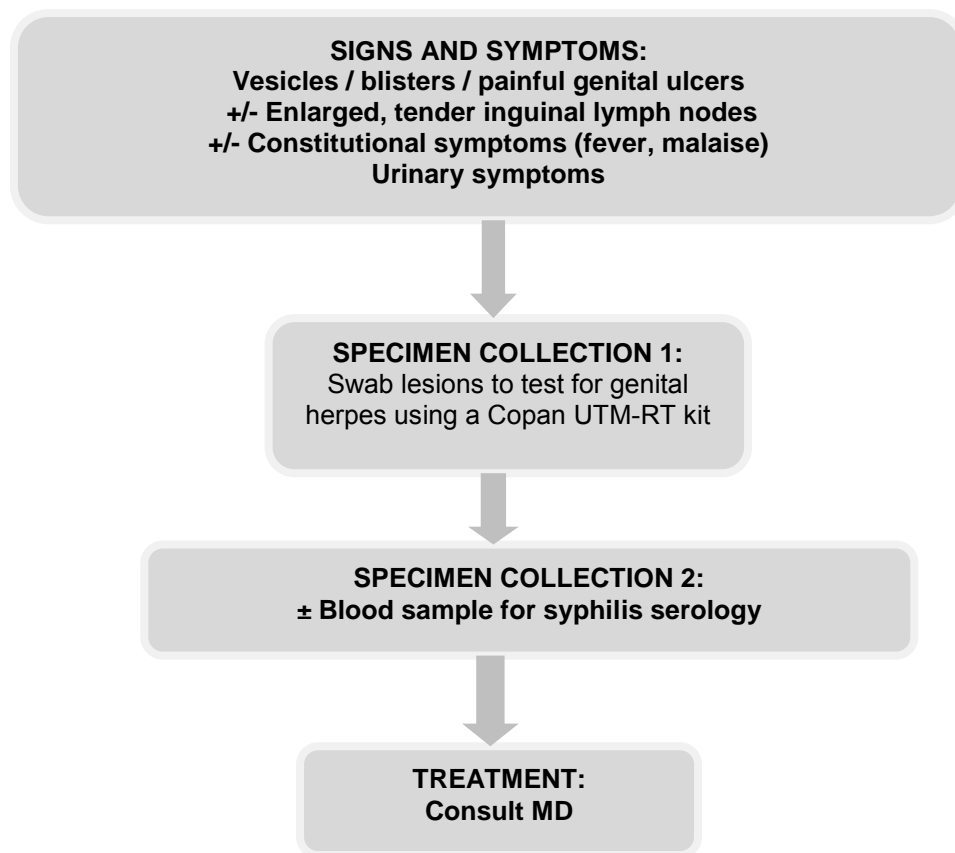 SIGNS AND SYMPTOMS:
Vesicles / blisters / painful genital ulcers
+/- Enlarged, tender inguinal lymph nodes
+/- Constitutional symptoms (fever, malaise)
Urinary symptoms
SPECIMEN COLLECTION 1:
Swab lesions to test for genital
herpes using a Copan UTM-RT kit
SPECIMEN COLLECTION 2:
± Blood sample for syphilis serology
TREATMENT:
Consult MD